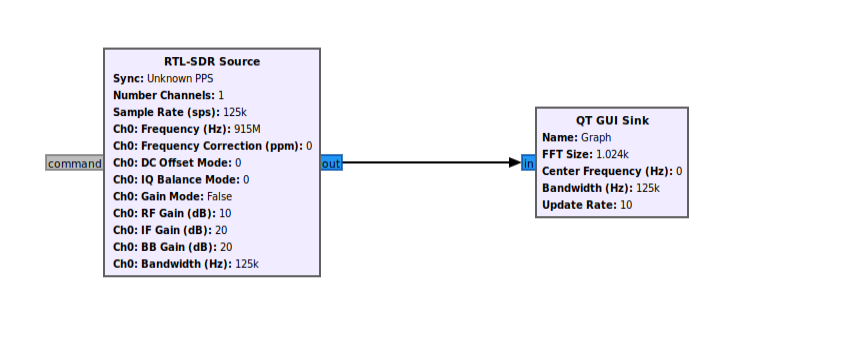 RTL-SDR Source
Sync: Unknown PPS
Number Channels: 1
Sample Rate (sps): 125k
Ch0: Frequency (Hz): 915M
Ch0: Frequency Correction (ppm): 0
Ch0: DC Offset Mode: 0
Ch0: IQ Balance Mode: 0
Ch0: Gain Mode: False
Ch0: RF Gain (dB): 10
Ch0: IF Gain (dB): 20
Ch0: BB Gain (dB): 20
Ch0: Bandwidth (Hz): 125k
command
out
in
QT GUI Sink
Name: Graph
FFT Size: 1.024k
Center Frequency (Hz): 0
Bandwidth (Hz): 125k
Update Rate: 10